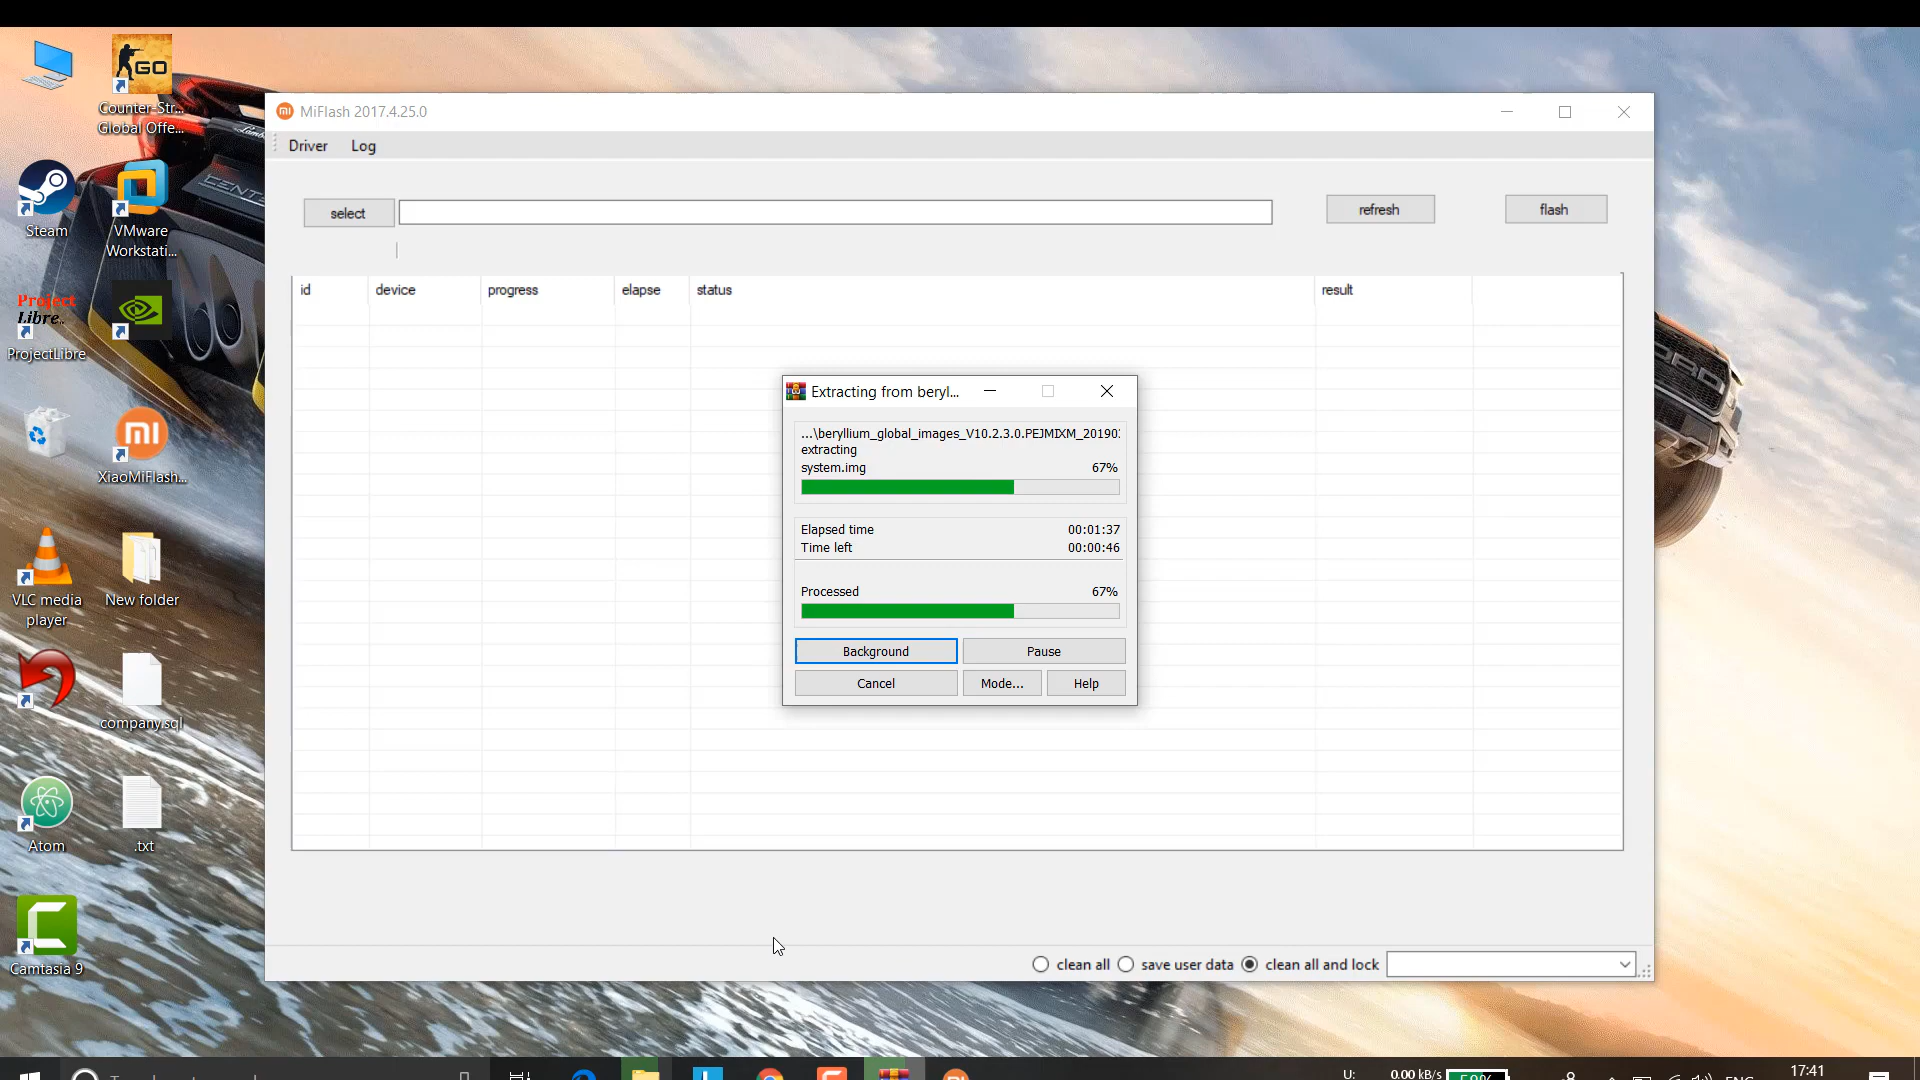 GO
Counter-Str...
Global Offe...
Steam
VMware
Workstati...
Project
Libre.
ProjectLibre
XiaoMiFlash...
VLC media
player
New folder
company.sql
Atom
.txt
Camtasia 9
MiFlash 2017.4.25.0
Driver
Log
select
refresh
flash
id
device
progress
elapse
status
result
Extracting from beryl...
...\beryllium_global_images_V10.2.3.0.PEJMIXM_20190
extracting
system.img
67%
Elapsed time
00:01:37
Time left
00:00:46
Processed
67%
Background
Pause
Cancel
Mode...
Help
clean all
save user data
clean all and lock
U:
0.00 kB/s
17:41